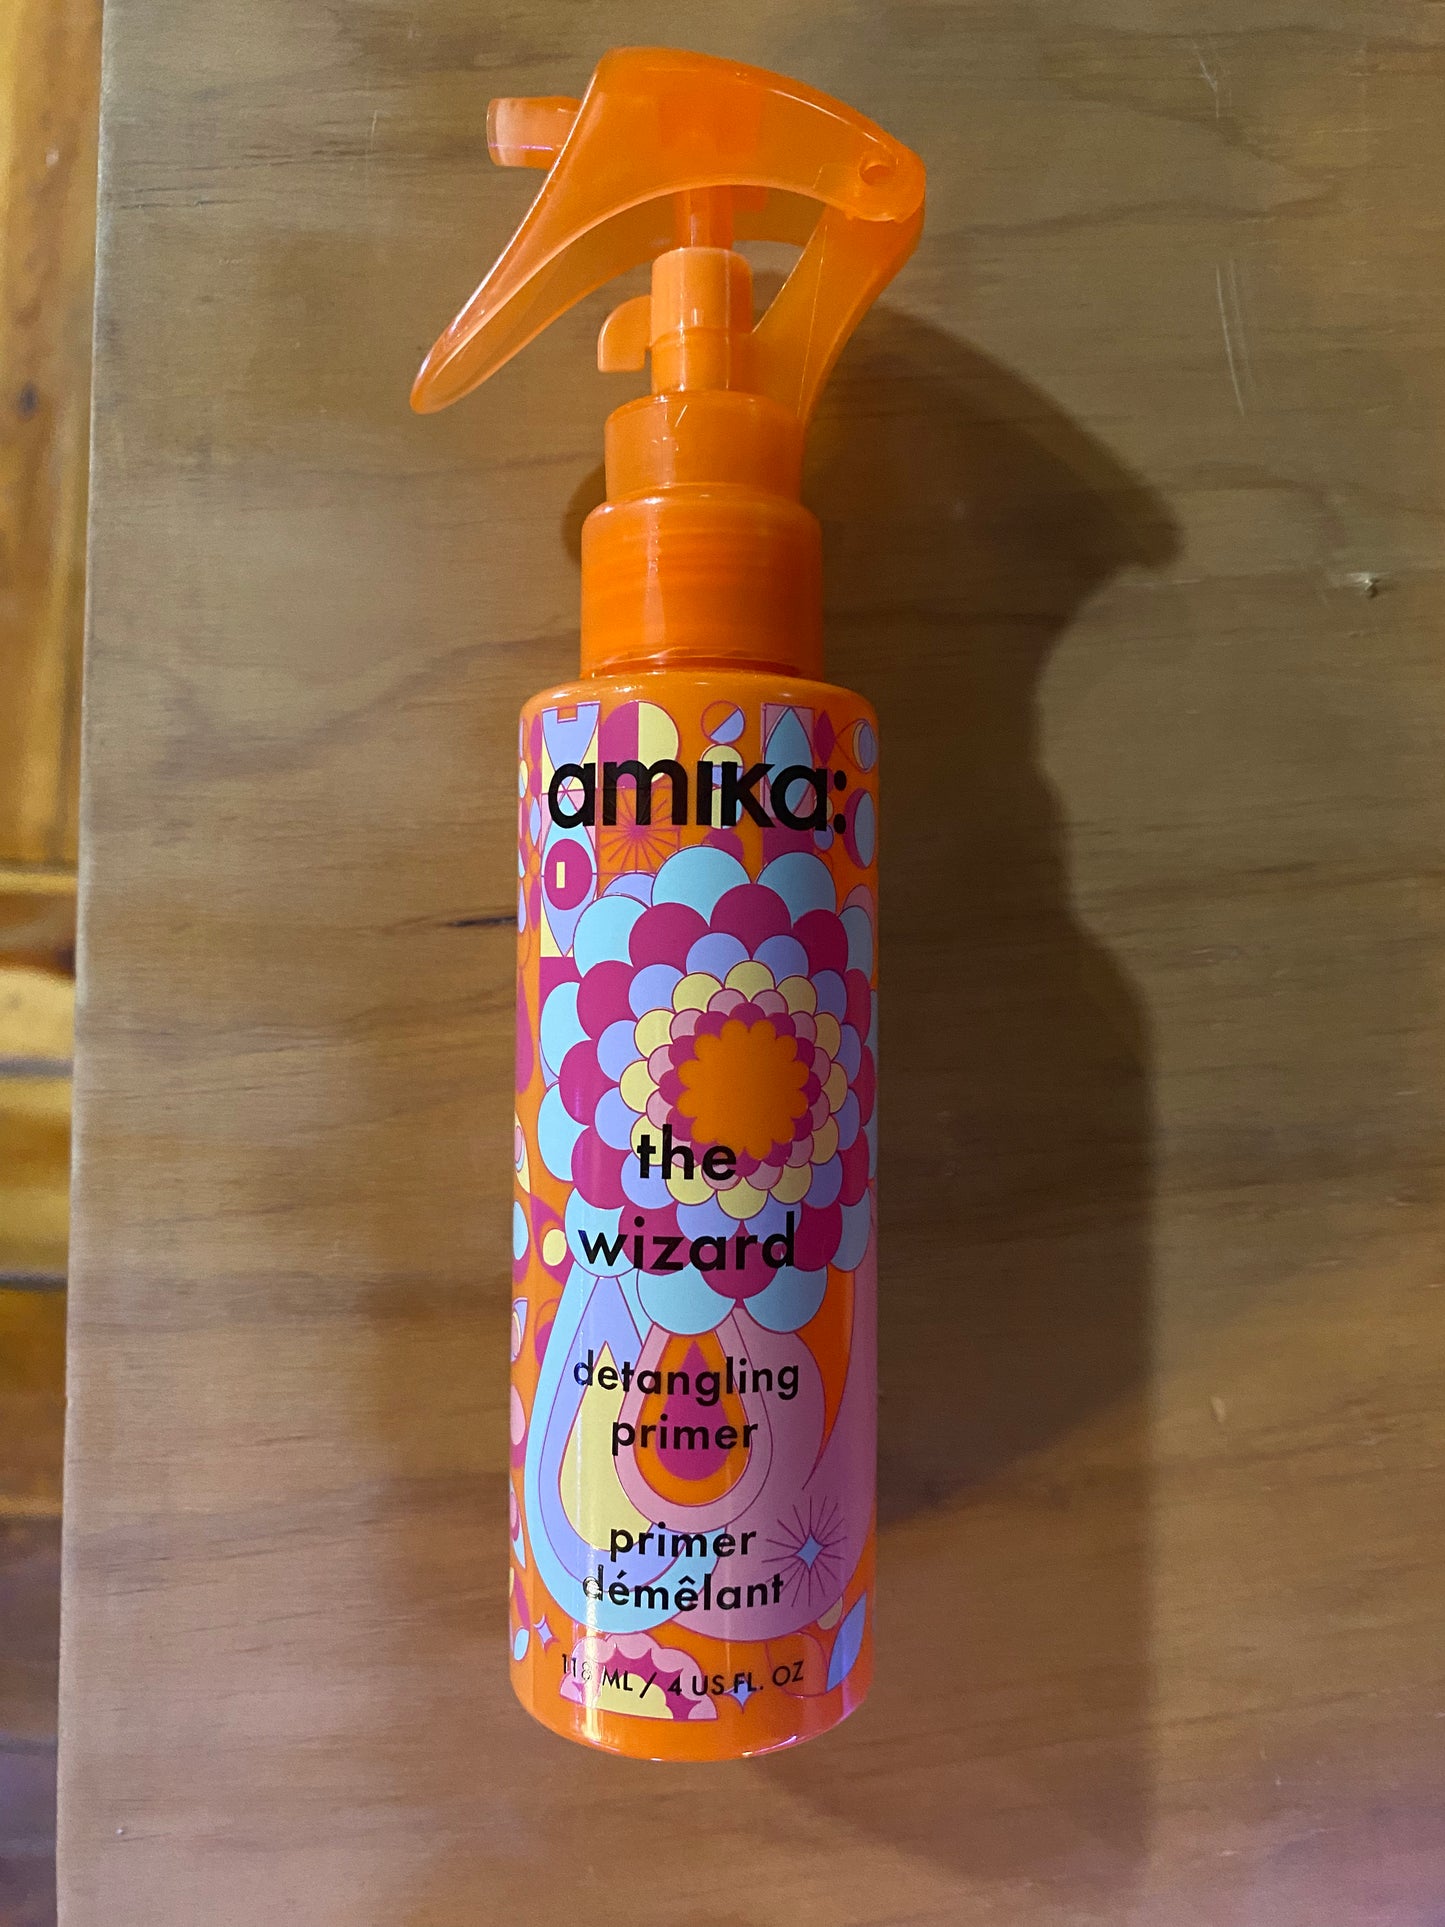 amika:
the
wizard
detangling
primer
primer
démêlant
118 ML / 4 US FL. OZ